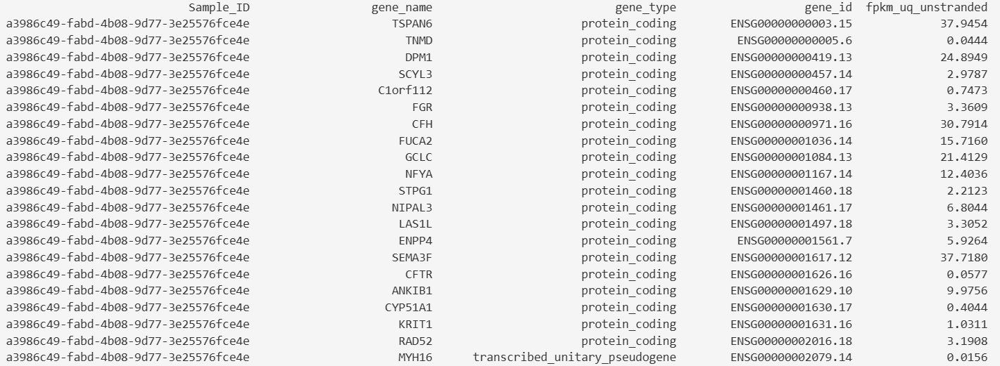 Sample_ID gene_name gene_type gene_id fpkm_uq_unstranded
a3986c49-fabd-4b08-9d77-3e25576fce4e TSPAN6 protein_coding ENSG00000000003.15 37.9454
a3986c49-fabd-4b08-9d77-3e25576fce4e TNMD protein_coding ENSG00000000005.6 0.0444
a3986c49-fabd-4b08-9d77-3e25576fce4e DPM1 protein_coding ENSG00000000419.13 24.8949
a3986c49-fabd-4b08-9d77-3e25576fce4e SCYL3 protein_coding ENSG00000000457.14 2.9787
a3986c49-fabd-4b08-9d77-3e25576fce4e C1orf112 protein_coding ENSG00000000460.17 0.7473
a3986c49-fabd-4b08-9d77-3e25576fce4e FGR protein_coding ENSG00000000938.13 3.3609
a3986c49-fabd-4b08-9d77-3e25576fce4e CFH protein_coding ENSG00000000971.16 30.7914
a3986c49-fabd-4b08-9d77-3e25576fce4e FUCA2 protein_coding ENSG00000001036.14 15.7160
a3986c49-fabd-4b08-9d77-3e25576fce4e GCLC protein_coding ENSG00000001084.13 21.4129
a3986c49-fabd-4b08-9d77-3e25576fce4e NFYA protein_coding ENSG00000001167.14 12.4036
a3986c49-fabd-4b08-9d77-3e25576fce4e STPG1 protein_coding ENSG00000001460.18 2.2123
a3986c49-fabd-4b08-9d77-3e25576fce4e NIPAL3 protein_coding ENSG00000001461.17 6.8044
a3986c49-fabd-4b08-9d77-3e25576fce4e LAS1L protein_coding ENSG00000001497.18 3.3052
a3986c49-fabd-4b08-9d77-3e25576fce4e ENPP4 protein_coding ENSG00000001561.7 5.9264
a3986c49-fabd-4b08-9d77-3e25576fce4e SEMA3F protein_coding ENSG00000001617.12 37.7180
a3986c49-fabd-4b08-9d77-3e25576fce4e CFTR protein_coding ENSG00000001626.16 0.0577
a3986c49-fabd-4b08-9d77-3e25576fce4e ANKIB1 protein_coding ENSG00000001629.10 9.9756
a3986c49-fabd-4b08-9d77-3e25576fce4e CYP51A1 protein_coding ENSG00000001630.17 0.4044
a3986c49-fabd-4b08-9d77-3e25576fce4e KRIT1 protein_coding ENSG00000001631.16 1.0311
a3986c49-fabd-4b08-9d77-3e25576fce4e RAD52 protein_coding ENSG00000002016.18 3.1908
a3986c49-fabd-4b08-9d77-3e25576fce4e MYH16 transcribed_unitary_pseudogene ENSG00000002079.14 0.0156